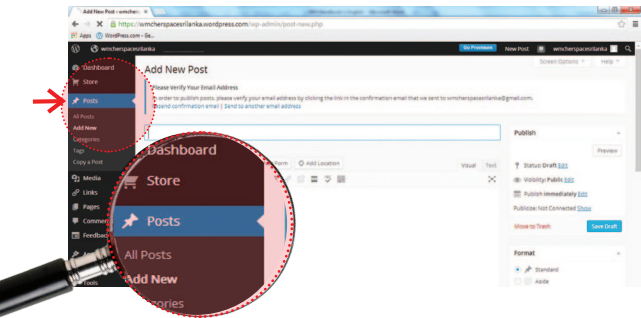 Add New Post ‹ wmcher... ×
https://wmcherspacesrilanka.wordpress.com/wp-admin/post-new.php
Apps WordPress.com - Ge...
wmcherspacesrilanka
Go Premium New Post wmcherspacesrilanka
Screen Options Help
Dashboard
Store
Posts
All Posts
Add New
Categories
Tags
Copy a Post
Media
Links
Pages
Commen
Feedbac
Tools
Add New Post
Please Verify Your Email Address
In order to publish posts, please verify your email address by clicking the link in the confirmation email that we sent to wmcherspacesrilanka@gmail.com.
Resend confirmation email | Send to another email address
Form Add Location
Visual Text
Publish
Preview
Status: Draft Edit
Visibility: Public Edit
Publish immediately Edit
Publicize: Not Connected Show
Move to Trash Save Draft
Format
Standard
Aside
Dashboard
Store
Posts
All Posts
Add New
egories